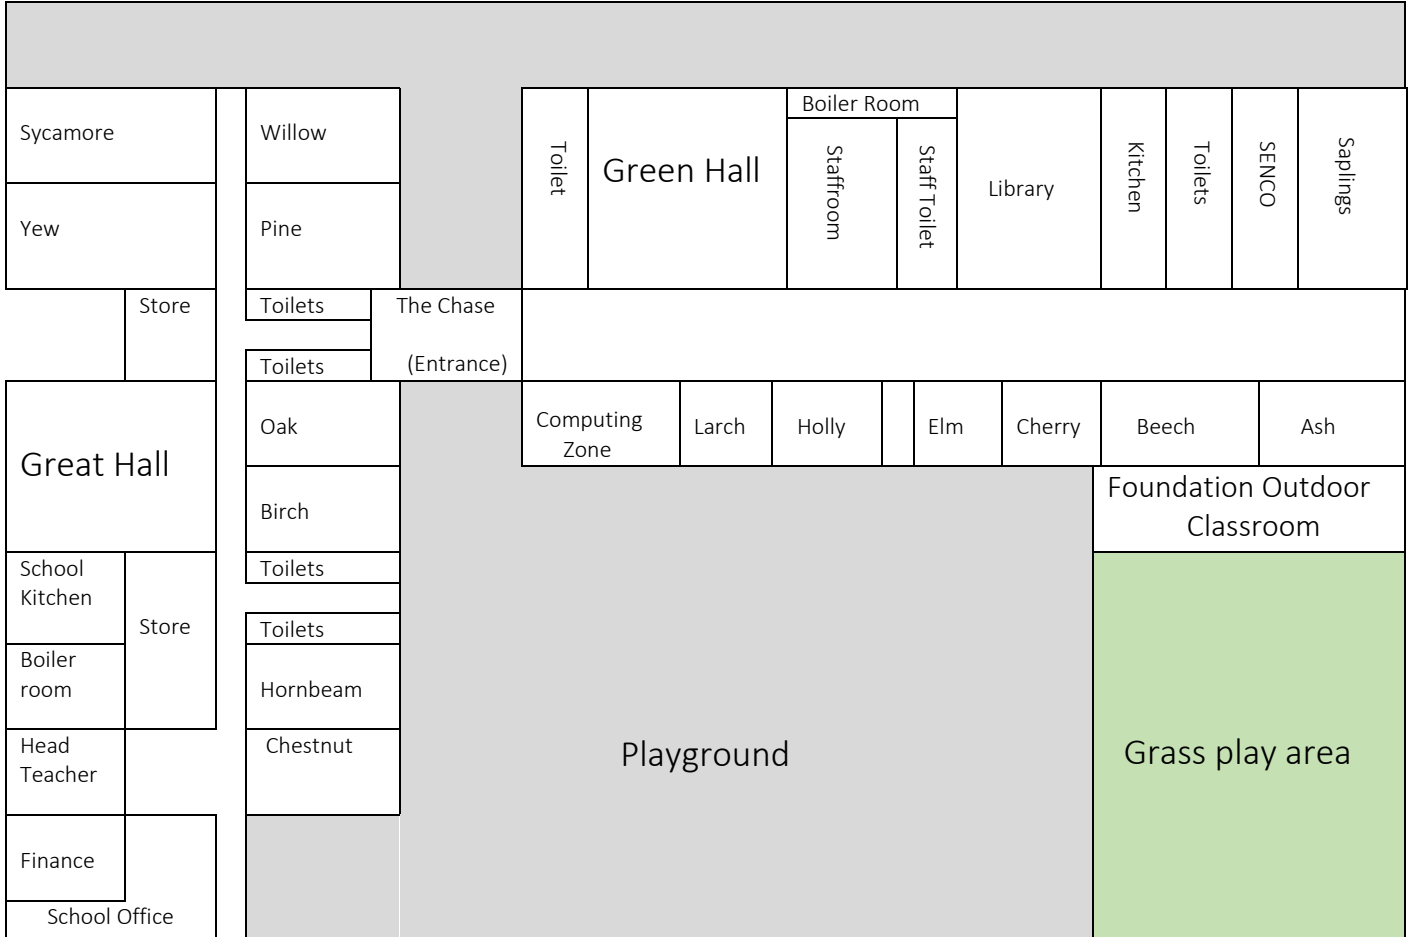 Boiler Room
Sycamore
Willow
Toilet
Green Hall
Staffroom
Staff Toilet
Library
Kitchen
Toilets
SENCO
Saplings
Yew
Pine
Store
Toilets
The Chase
Toilets
(Entrance)
Great Hall
Oak
Computing
Zone
Larch
Holly
Elm
Cherry
Beech
Ash
Birch
Foundation Outdoor
Classroom
School
Kitchen
Toilets
Store
Toilets
Boiler
room
Hornbeam
Head
Teacher
Chestnut
Playground
Grass play area
Finance
School Office